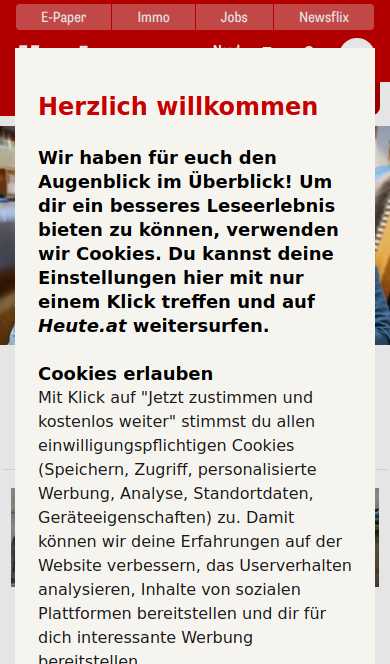 E-Paper Immo Jobs Newsflix
Herzlich willkommen
Wir haben für euch den
Augenblick im Überblick! Um
dir ein besseres Leseerlebnis
bieten zu können, verwenden
wir Cookies. Du kannst deine
Einstellungen hier mit nur
einem Klick treffen und auf
Heute.at weitersurfen.
Cookies erlauben
Mit Klick auf "Jetzt zustimmen und
kostenlos weiter" stimmst du allen
einwilligungspflichtigen Cookies
(Speichern, Zugriff, personalisierte
Werbung, Analyse, Standortdaten,
Geräteeigenschaften) zu. Damit
können wir deine Erfahrungen auf der
Website verbessern, das Userverhalten
analysieren, Inhalte von sozialen
Plattformen bereitstellen und dir für
dich interessante Werbung
bereitstellen